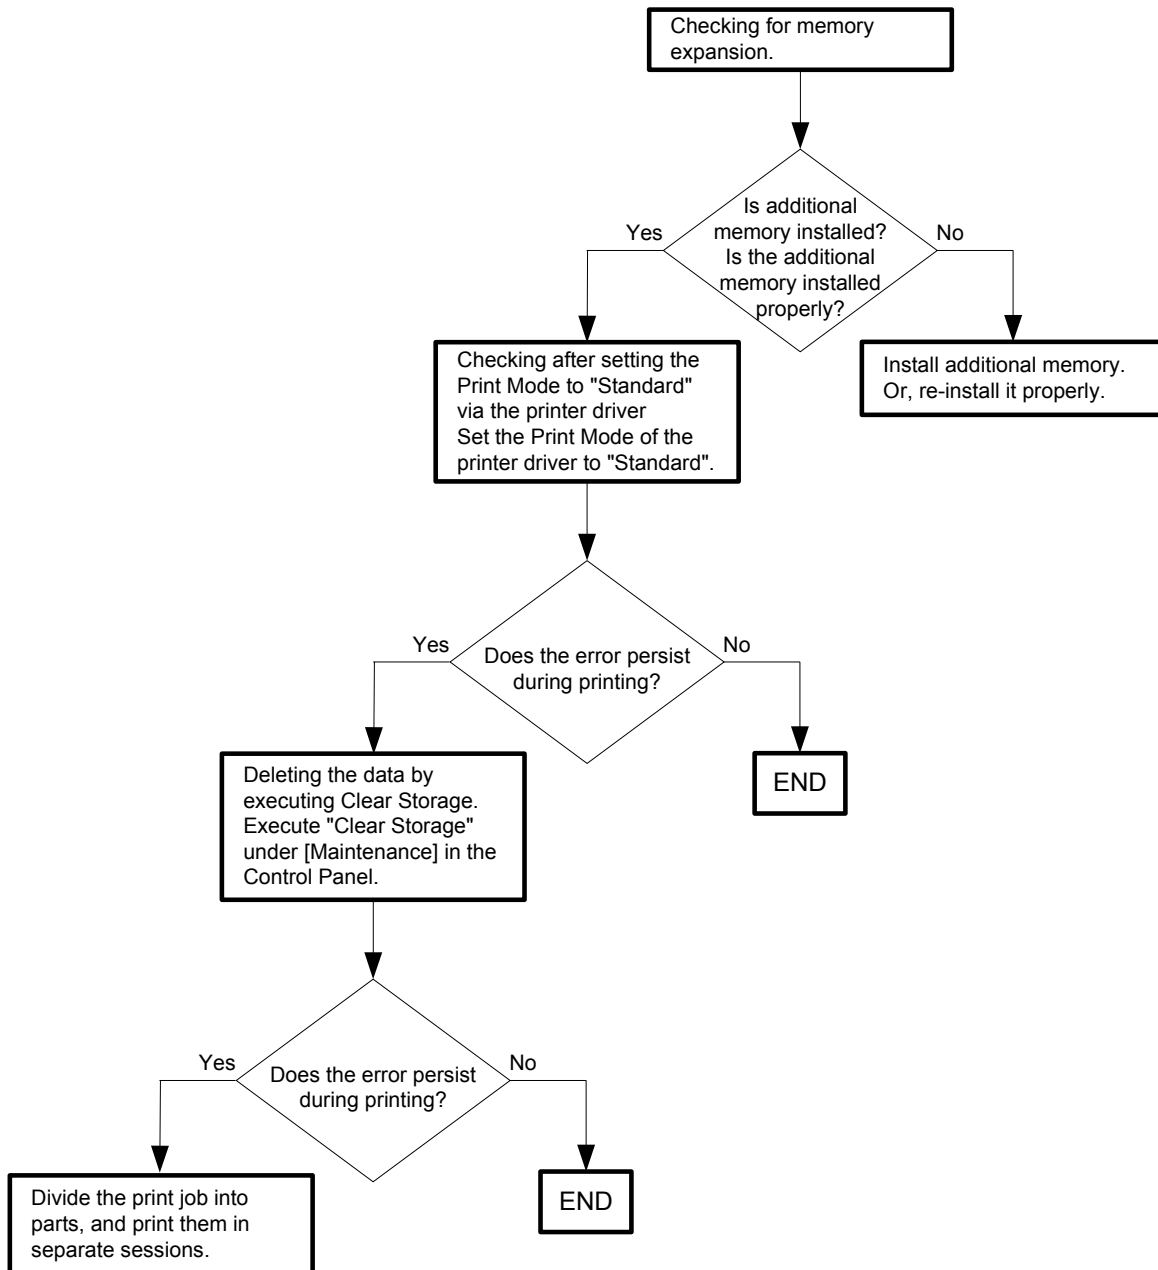 Checking for memory
expansion.
Is additional
memory installed?
Is the additional
memory installed
properly?
Yes
No
Checking after setting the
Print Mode to "Standard"
via the printer driver
Set the Print Mode of the
printer driver to "Standard".
Install additional memory.
Or, re-install it properly.
Does the error persist
during printing?
Yes
No
Deleting the data by
executing Clear Storage.
Execute "Clear Storage"
under [Maintenance] in the
Control Panel.
END
Does the error persist
during printing?
Yes
No
Divide the print job into
parts, and print them in
separate sessions.
END